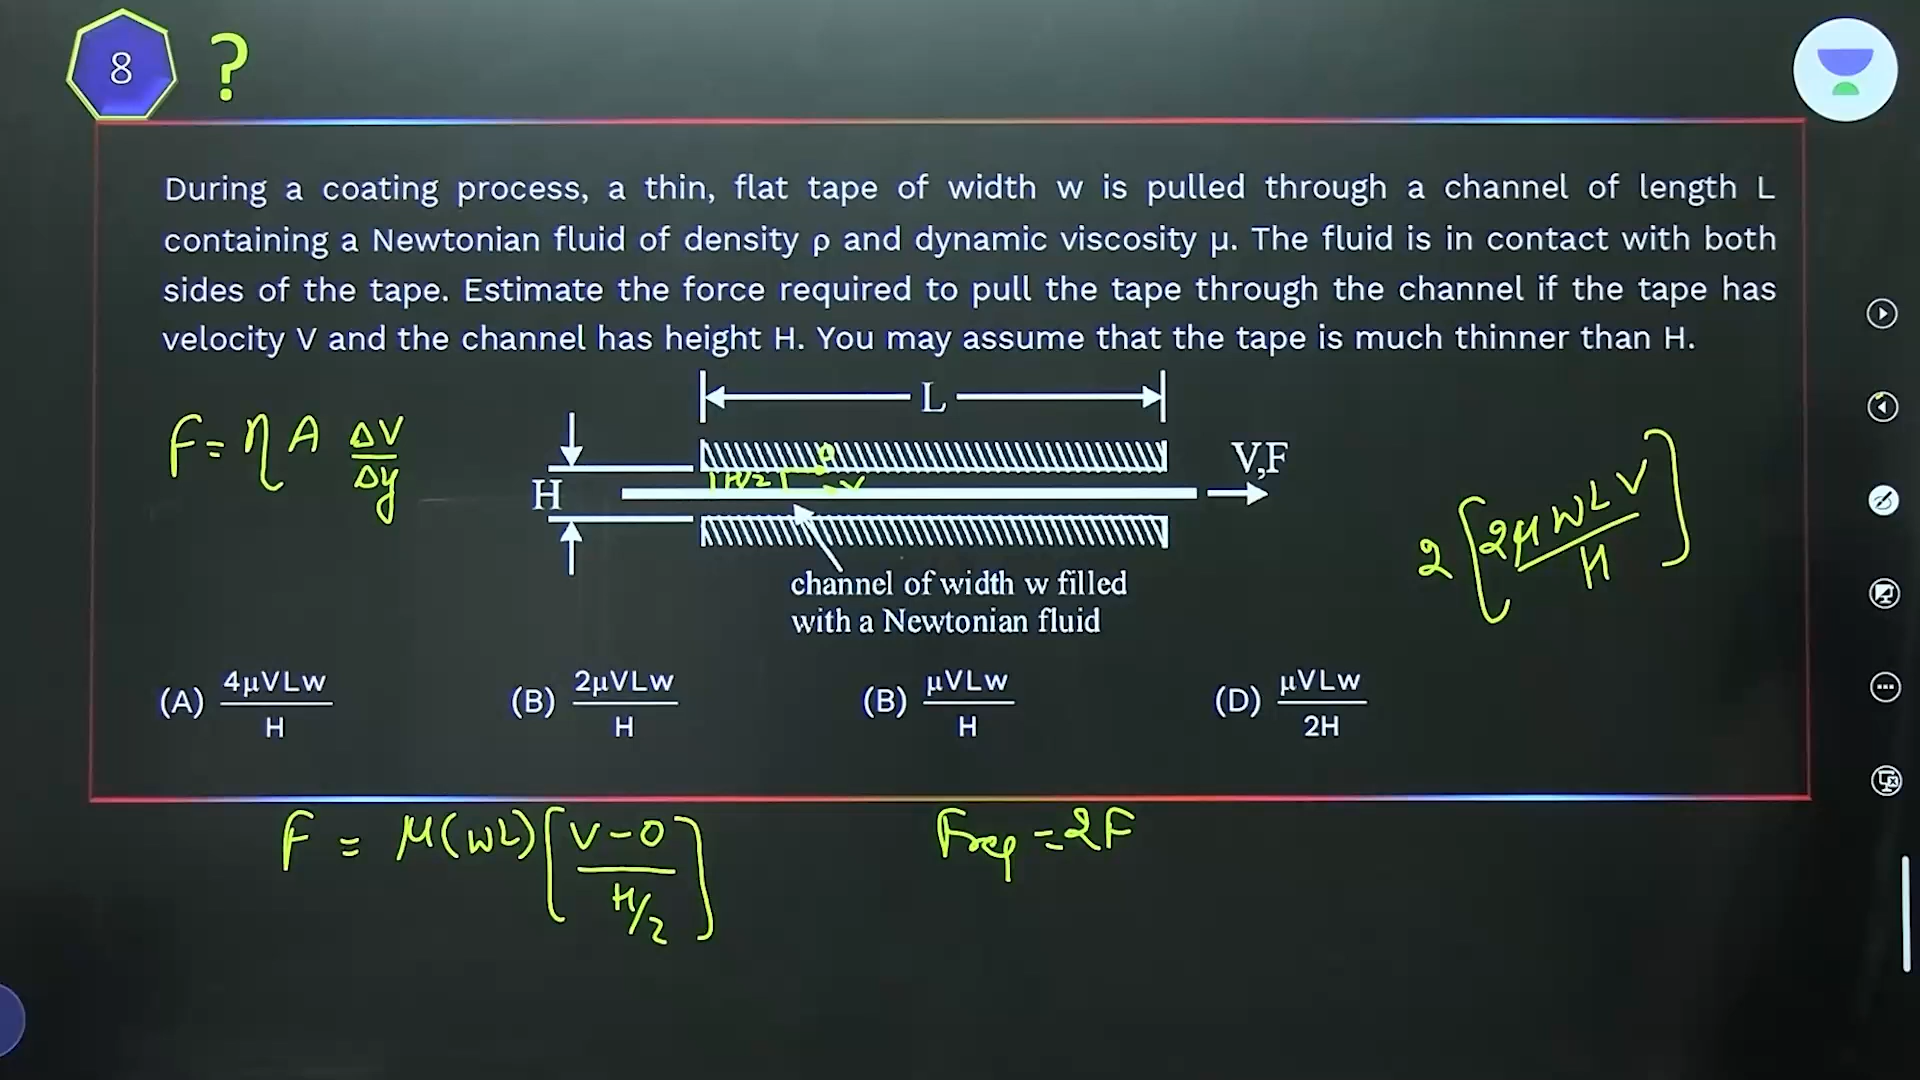 8 ?
During a coating process, a thin, flat tape of width w is pulled through a channel of length L
containing a Newtonian fluid of density ρ and dynamic viscosity μ. The fluid is in contact with both
sides of the tape. Estimate the force required to pull the tape through the channel if the tape has
velocity V and the channel has height H. You may assume that the tape is much thinner than H.
L
F = η A ΔV/Δy
V,F
H
H/2
0
V
2[2μWLV/H]
channel of width w filled
with a Newtonian fluid
(A) 4μVLw/H (B) 2μVLw/H (B) μVLw/H (D) μVLw/2H
F = μ(WL)[V-0/H/2]
Freq = 2F